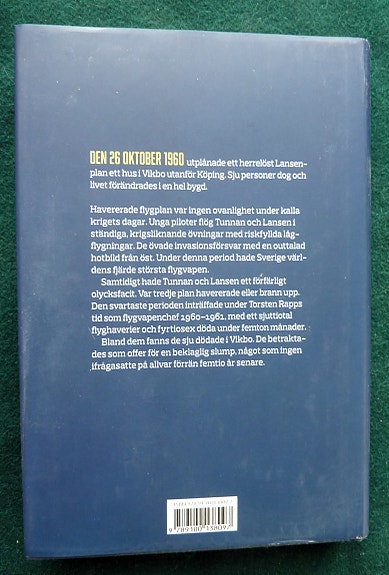 DEN 26 OKTOBER 1960 utplånade ett herrelöst Lansen-
plan ett hus i Vikbo utanför Köping. Sju personer dog och
livet förändrades i en hel bygd.
Havererade flygplan var ingen ovanlighet under kalla
krigets dagar. Unga piloter flög Tunnan och Lansen i
ständiga, krigsliknande övningar med riskfyllda låg-
flygningar. De övade invasionsförsvar med en outtalad
hotbild från öst. Under denna period hade Sverige värl-
dens fjärde största flygvapen.
Samtidigt hade Tunnan och Lansen ett förfärligt
olycksfacit. Var tredje plan havererade eller brann upp.
Den svartaste perioden inträffade under Torsten Rapps
tid som flygvapenchef 1960–1961, med ett sjuttiotal
flyghaverier och fyrtiosex döda under femton månader.
Bland dem fanns de sju dödade i Vikbo. De betrakta-
des som offer för en beklaglig slump, något som ingen
ifrågasatte på allvar förrän femtio år senare.
9 789180 138097